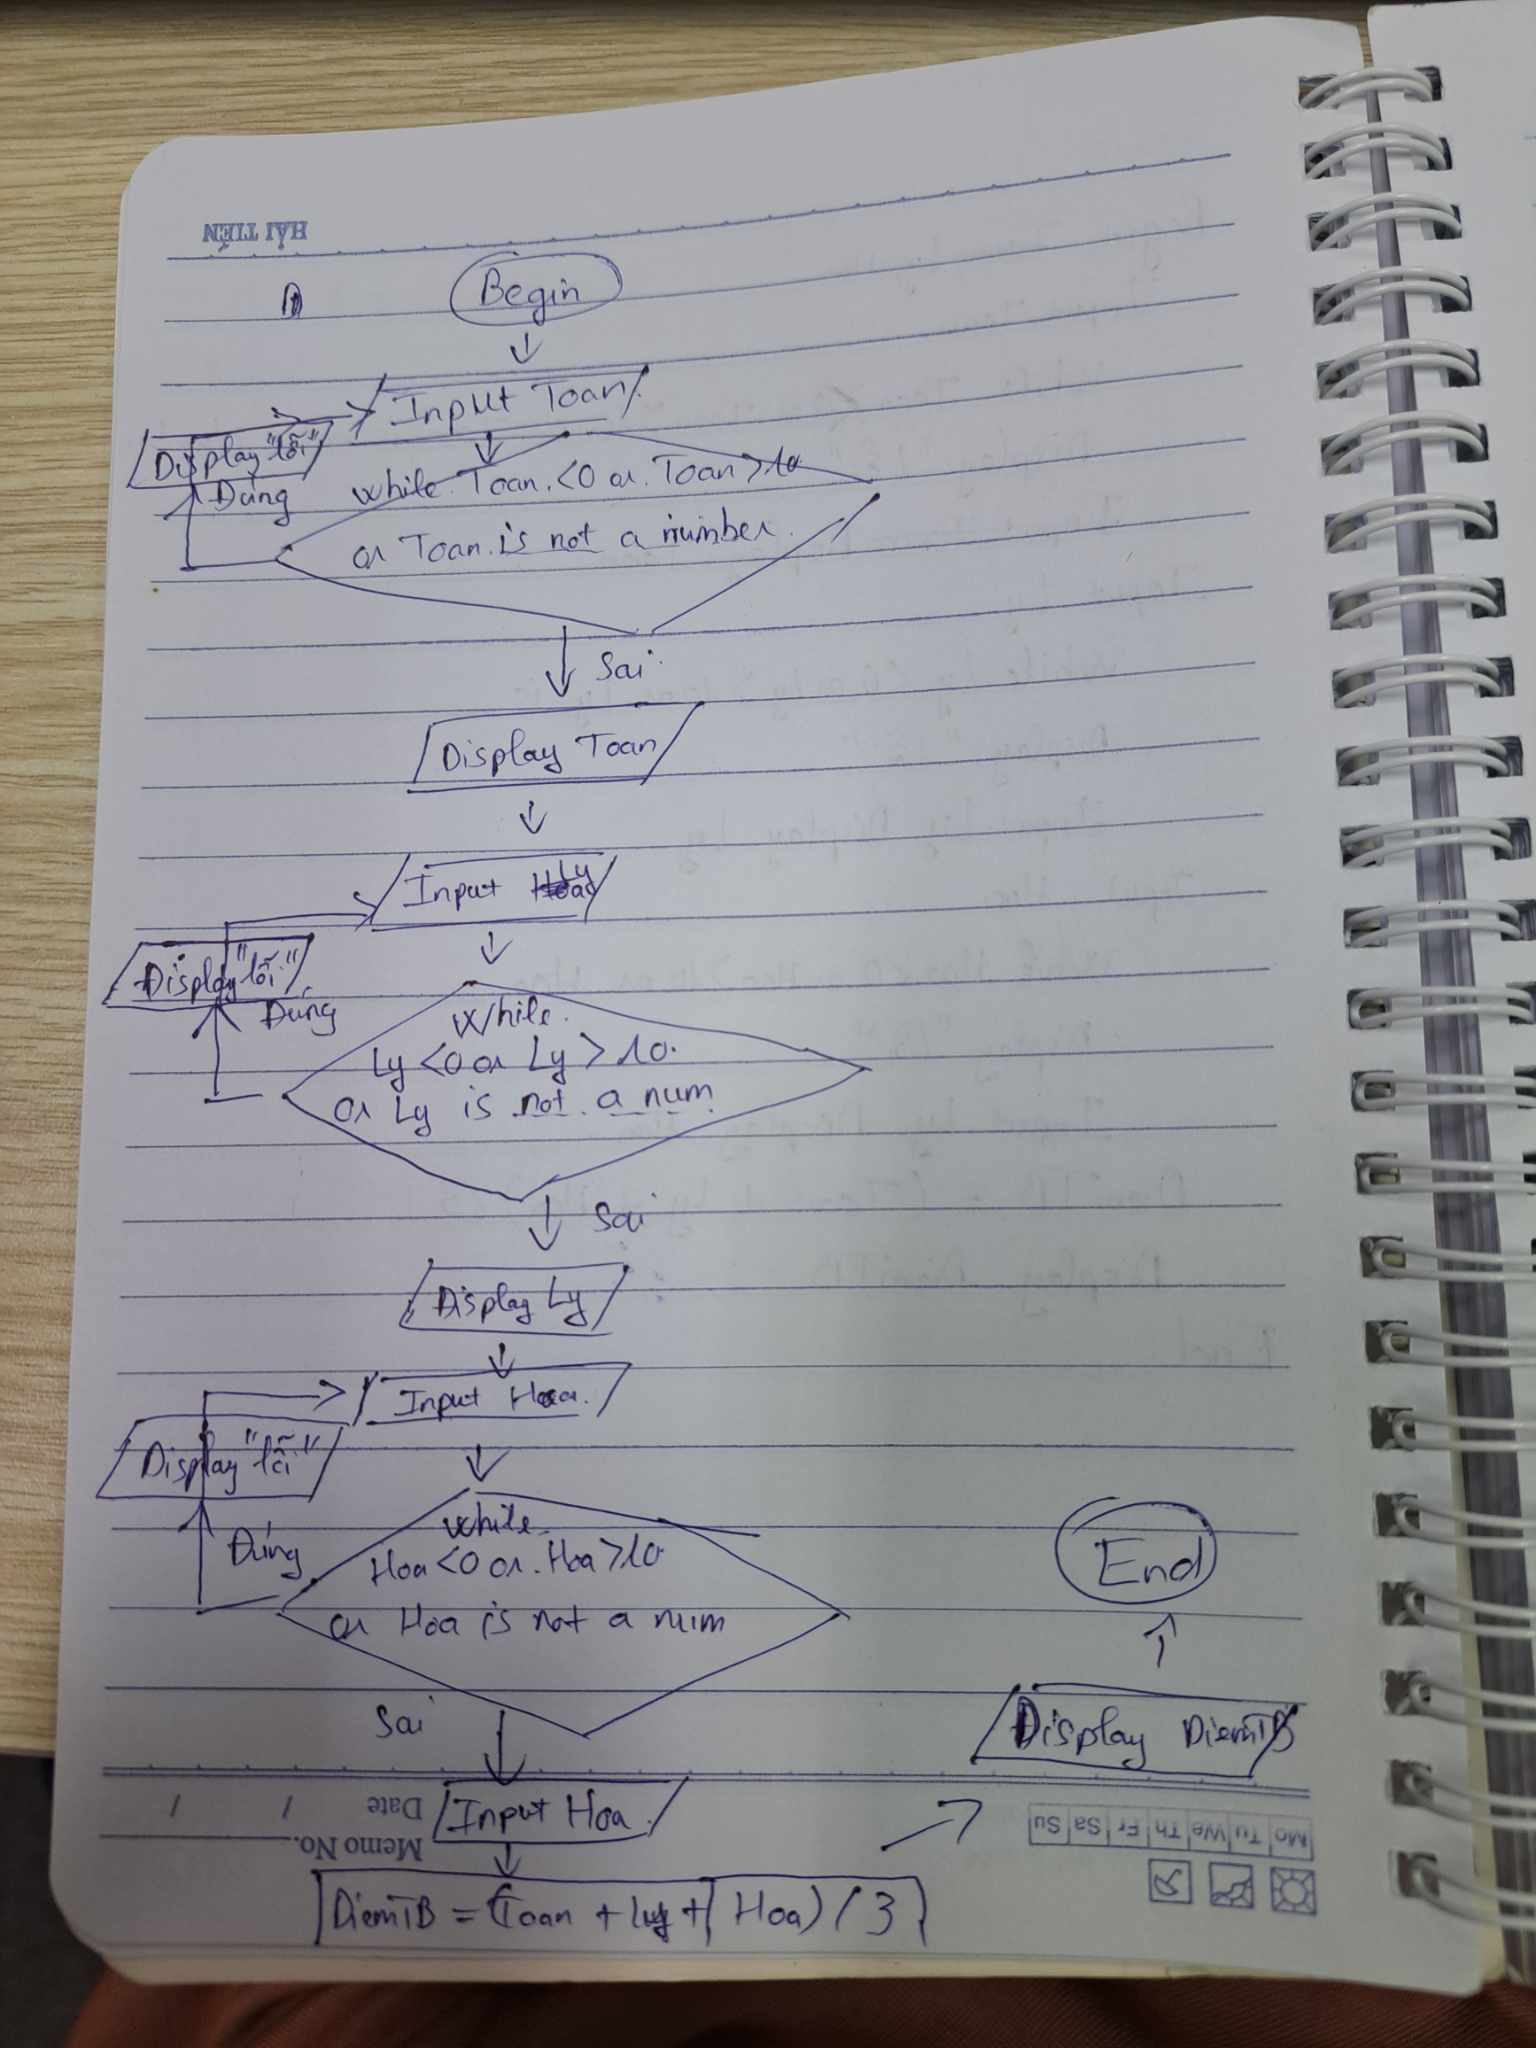 HẢI TIẾN
Begin
Input Toan
Display "lỗi"
Đúng
while Toan <0 or Toan >10
or Toan is not a number
Sai
Display Toan
Input Ly
Display "lỗi"
Đúng
While
Ly <0 or Ly >10
or Ly is not a num
Sai
Display Ly
Input Hoa
Display "lỗi"
Đúng
while
Hoa <0 or Hoa >10
or Hoa is not a num
End
Sai
Display DiemTB
Input Hoa
Date / /
Memo No.
Mo Tu We Th Fr Sa Su
DiemTB = (Toan + Ly + Hoa) / 3